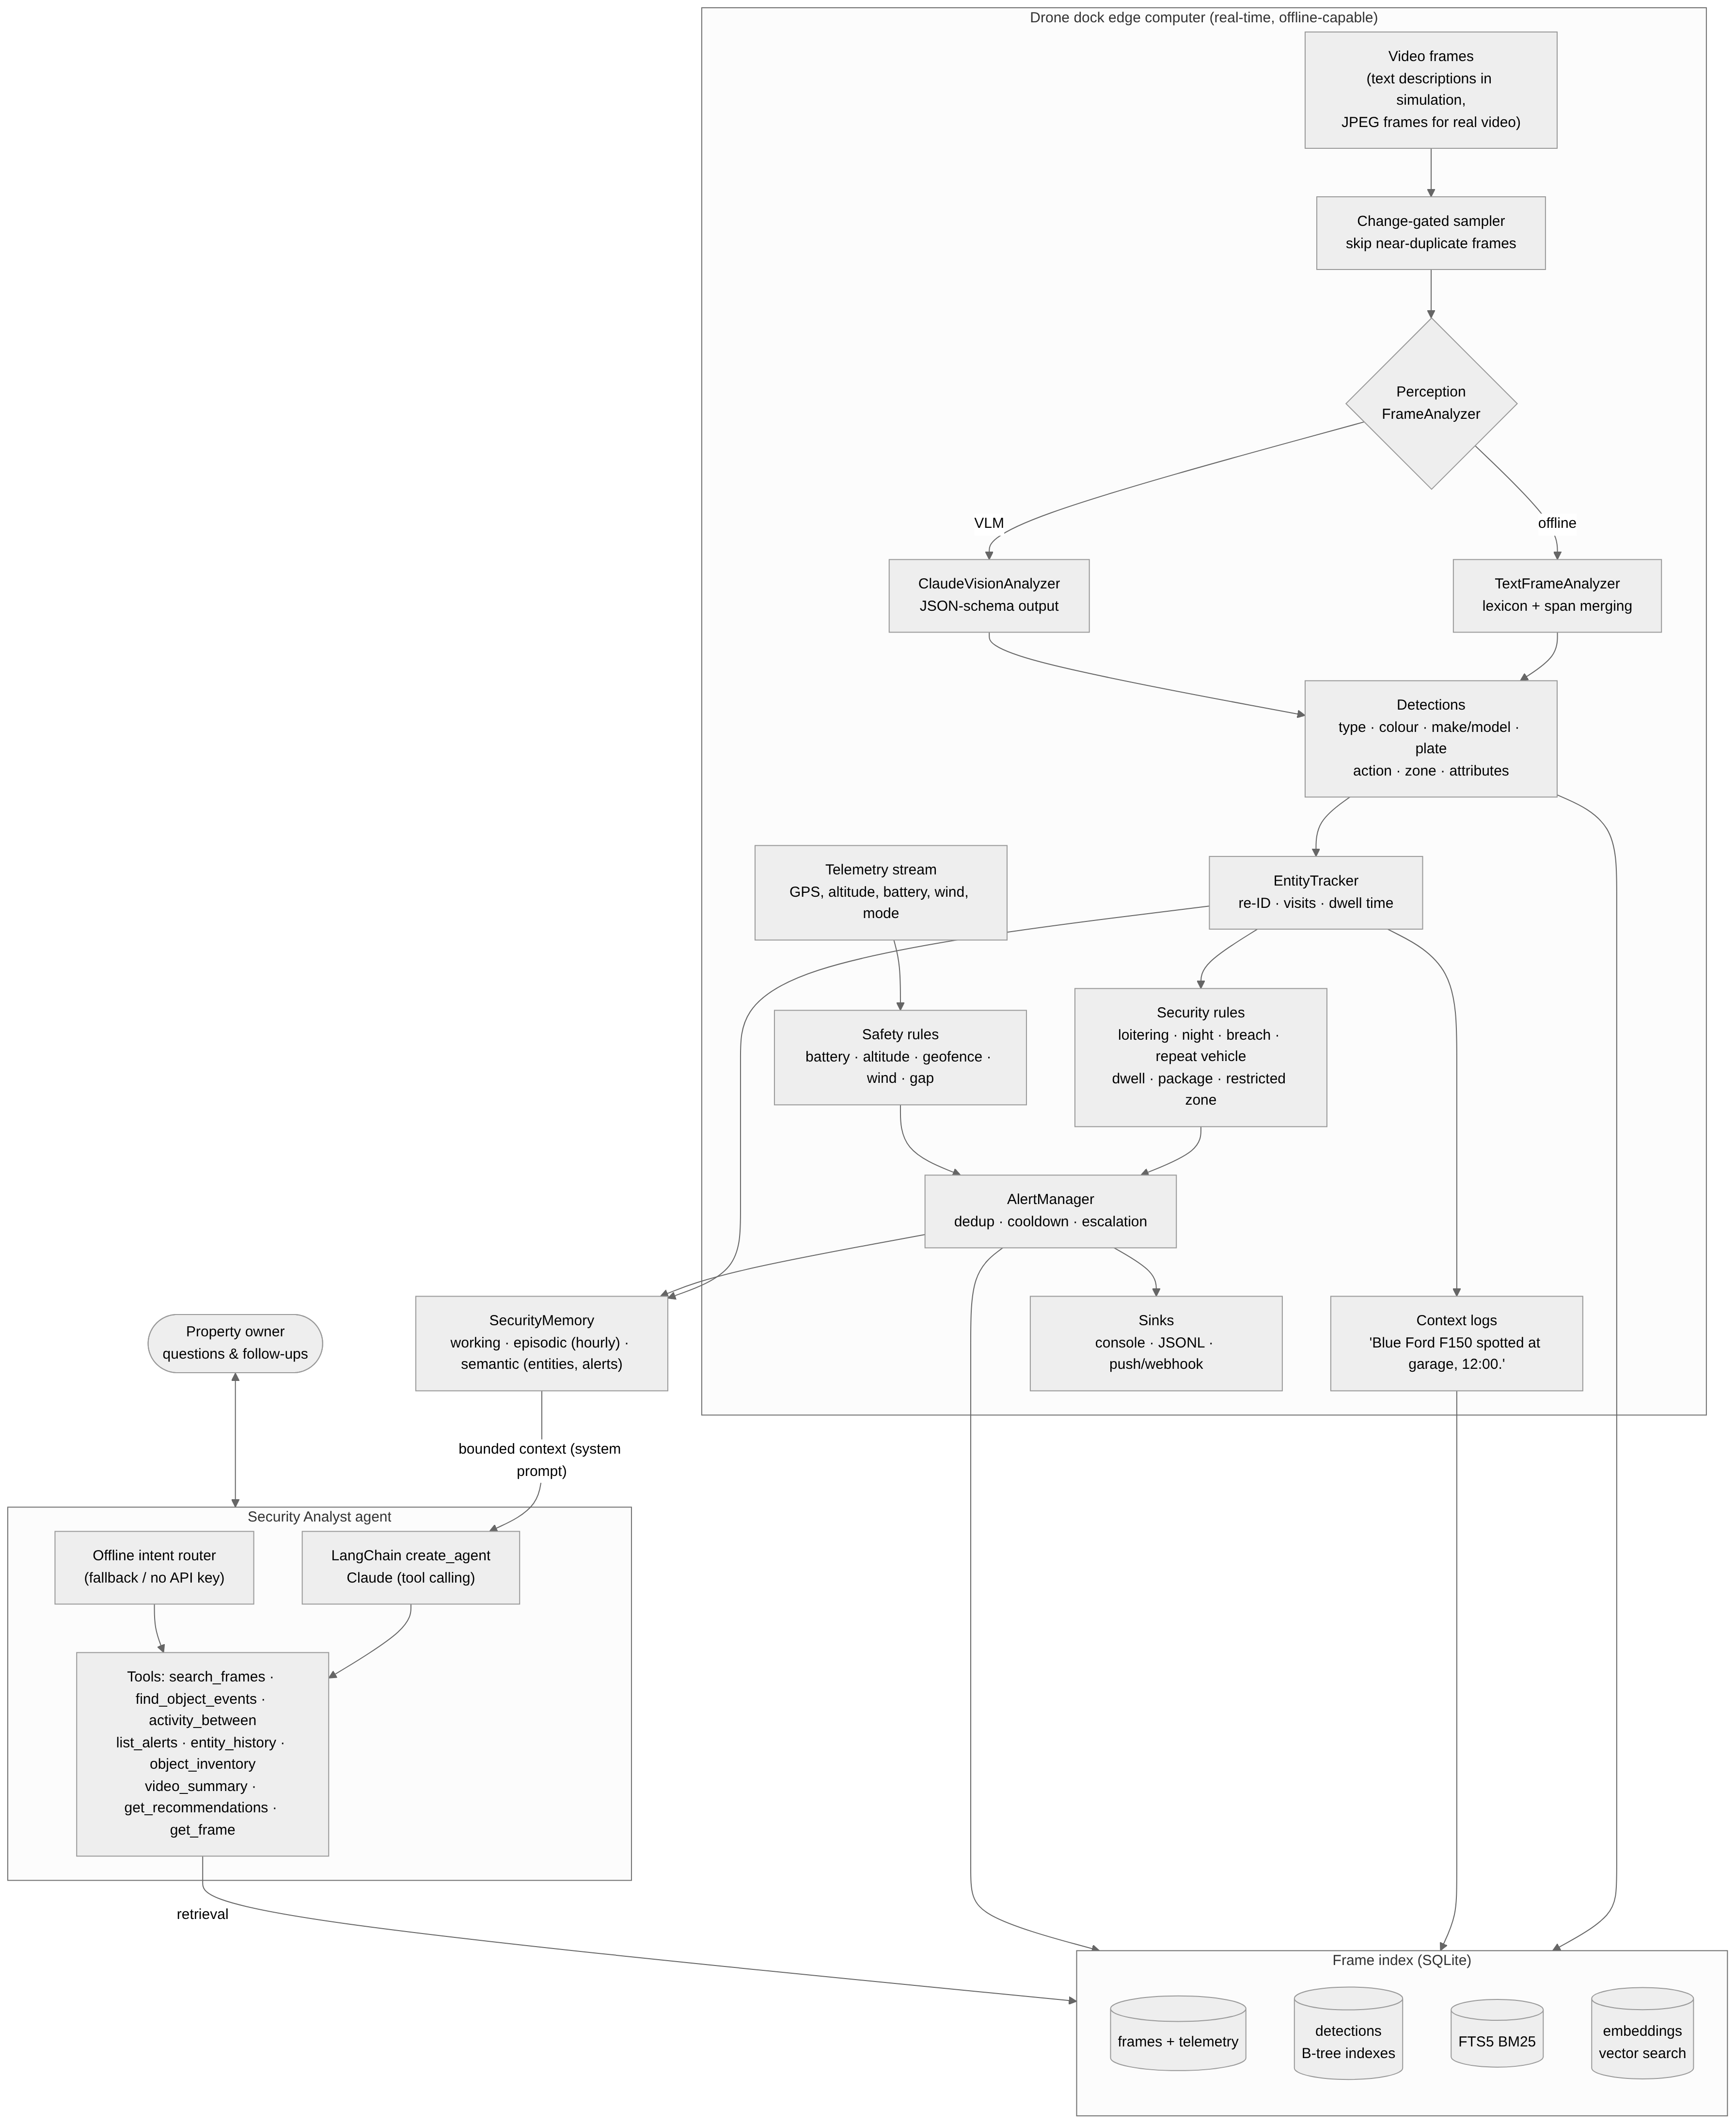 Drone dock edge computer (real-time, offline-capable)
Video frames
(text descriptions in
simulation,
JPEG frames for real video)
Change-gated sampler
skip near-duplicate frames
Perception
FrameAnalyzer
VLM
offline
ClaudeVisionAnalyzer
JSON-schema output
TextFrameAnalyzer
lexicon + span merging
Detections
type · colour · make/model ·
plate
action · zone · attributes
Telemetry stream
GPS, altitude, battery, wind,
mode
EntityTracker
re-ID · visits · dwell time
Safety rules
battery · altitude · geofence ·
wind · gap
Security rules
loitering · night · breach ·
repeat vehicle
dwell · package · restricted
zone
AlertManager
dedup · cooldown · escalation
Property owner
questions & follow-ups
SecurityMemory
working · episodic (hourly) ·
semantic (entities, alerts)
Sinks
console · JSONL ·
push/webhook
Context logs
'Blue Ford F150 spotted at
garage, 12:00.'
bounded context (system
prompt)
Security Analyst agent
Offline intent router
(fallback / no API key)
LangChain create_agent
Claude (tool calling)
Tools: search_frames ·
find_object_events ·
activity_between
list_alerts · entity_history ·
object_inventory
video_summary ·
get_recommendations ·
get_frame
retrieval
Frame index (SQLite)
frames + telemetry
detections
B-tree indexes
FTS5 BM25
embeddings
vector search